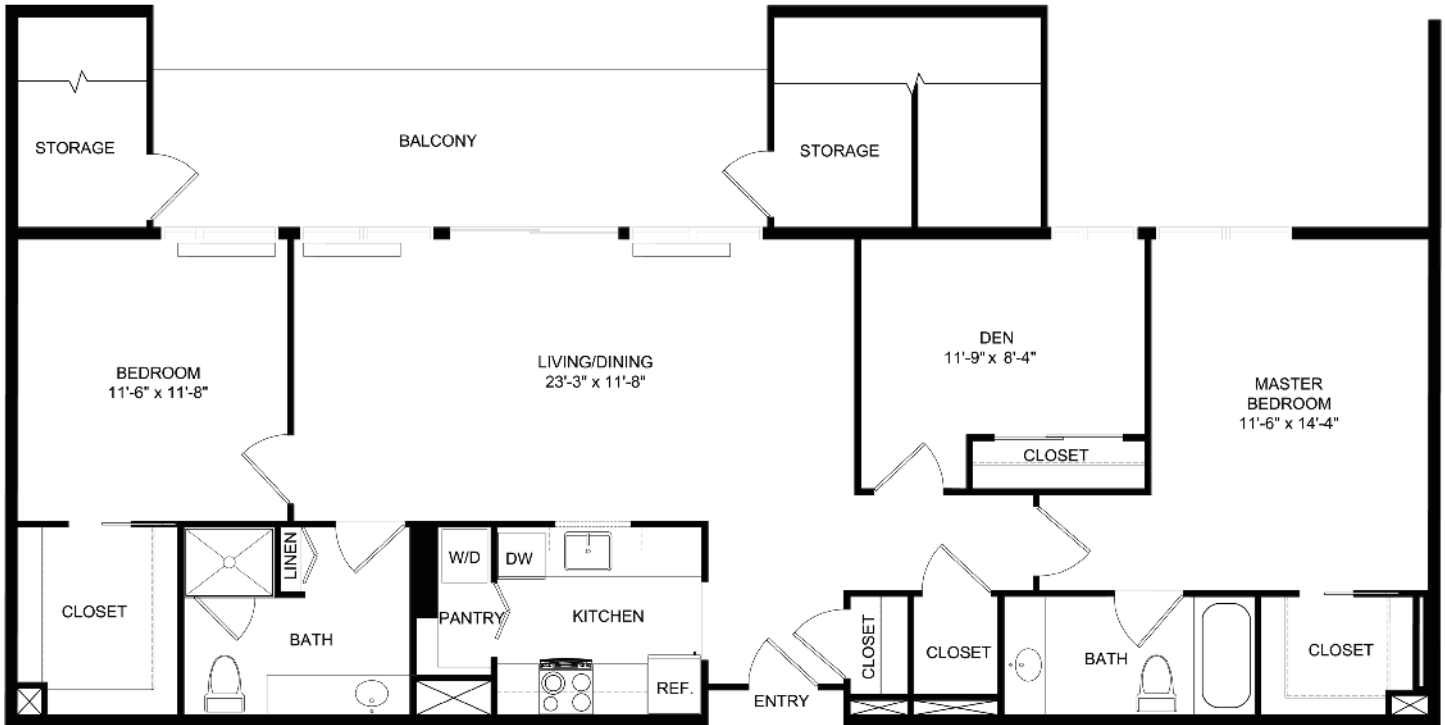 STORAGE
BALCONY
STORAGE
BEDROOM
11'-6" x 11'-8"
LIVING/DINING
23'-3" x 11'-8"
DEN
11'-9" x 8'-4"
MASTER
BEDROOM
11'-6" x 14'-4"
CLOSET
LINEN
W/D
DW
CLOSET
BATH
PANTRY
KITCHEN
CLOSET
CLOSET
BATH
CLOSET
REF.
ENTRY